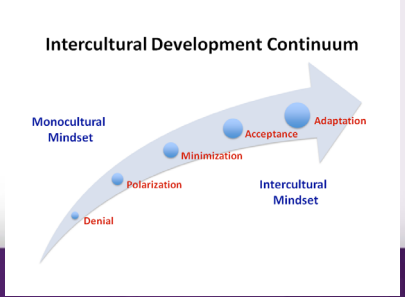 Intercultural Development Continuum
Monocultural
Mindset
Adaptation
Acceptance
Minimization
Polarization
Intercultural
Mindset
Denial